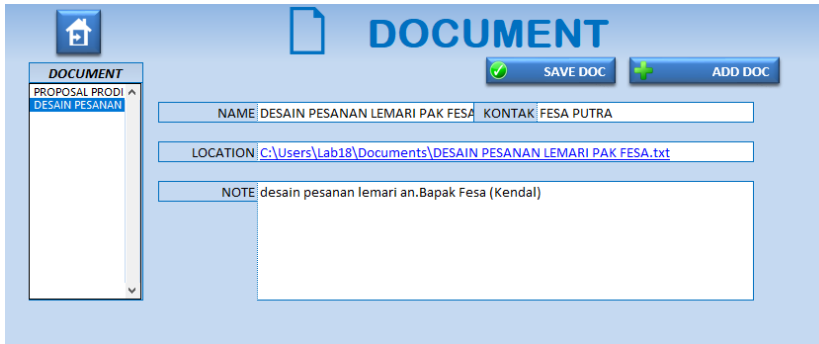 DOCUMENT
SAVE DOC
ADD DOC
DOCUMENT
PROPOSAL PRODI
DESAIN PESANAN
NAME DESAIN PESANAN LEMARI PAK FESA KONTAK FESA PUTRA
LOCATION C:\Users\Lab18\Documents\DESAIN PESANAN LEMARI PAK FESA.txt
NOTE desain pesanan lemari an.Bapak Fesa (Kendal)